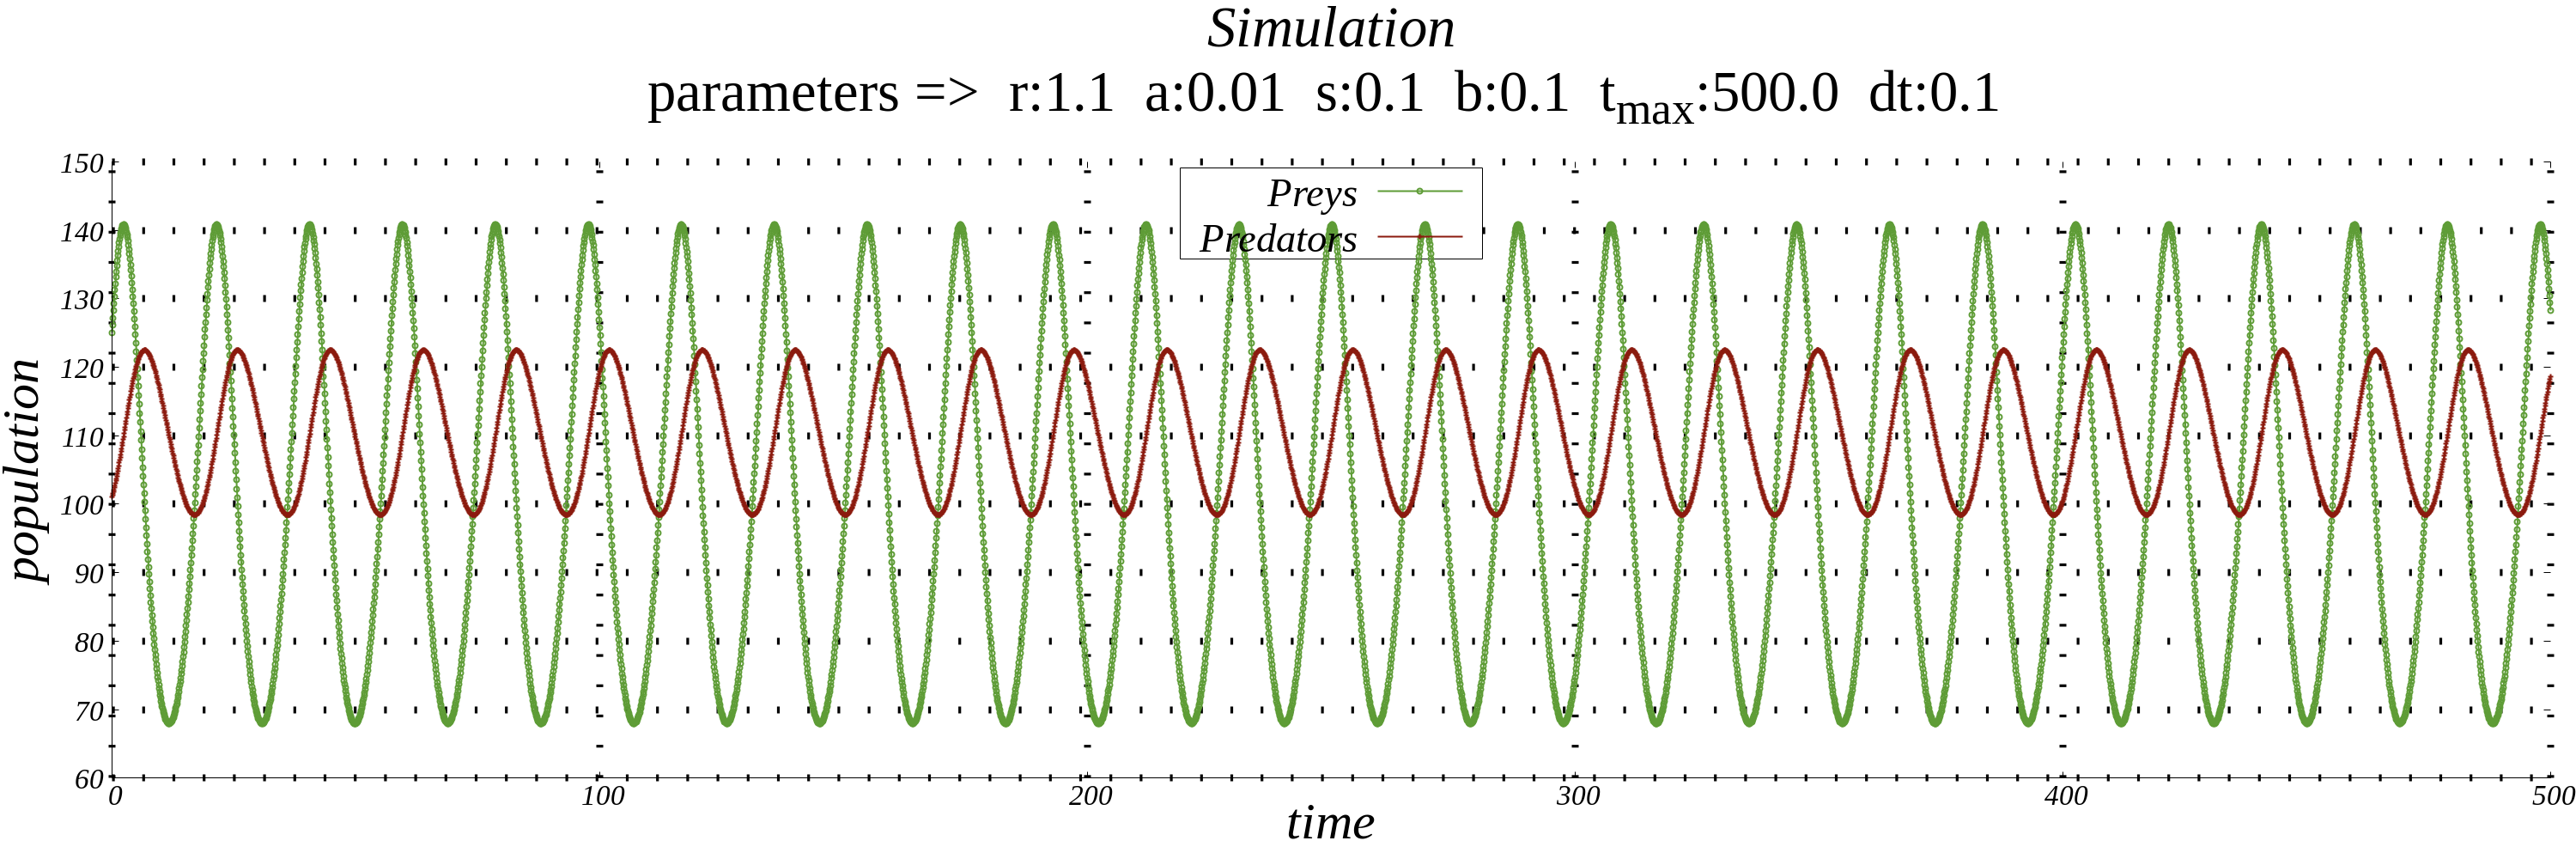 Simulation
parameters => r:1.1 a:0.01 s:0.1 b:0.1 tmax:500.0 dt:0.1
150
140
130
120
110
100
90
80
70
60
population
Preys
Predators
0 100 200 300 400 500
time